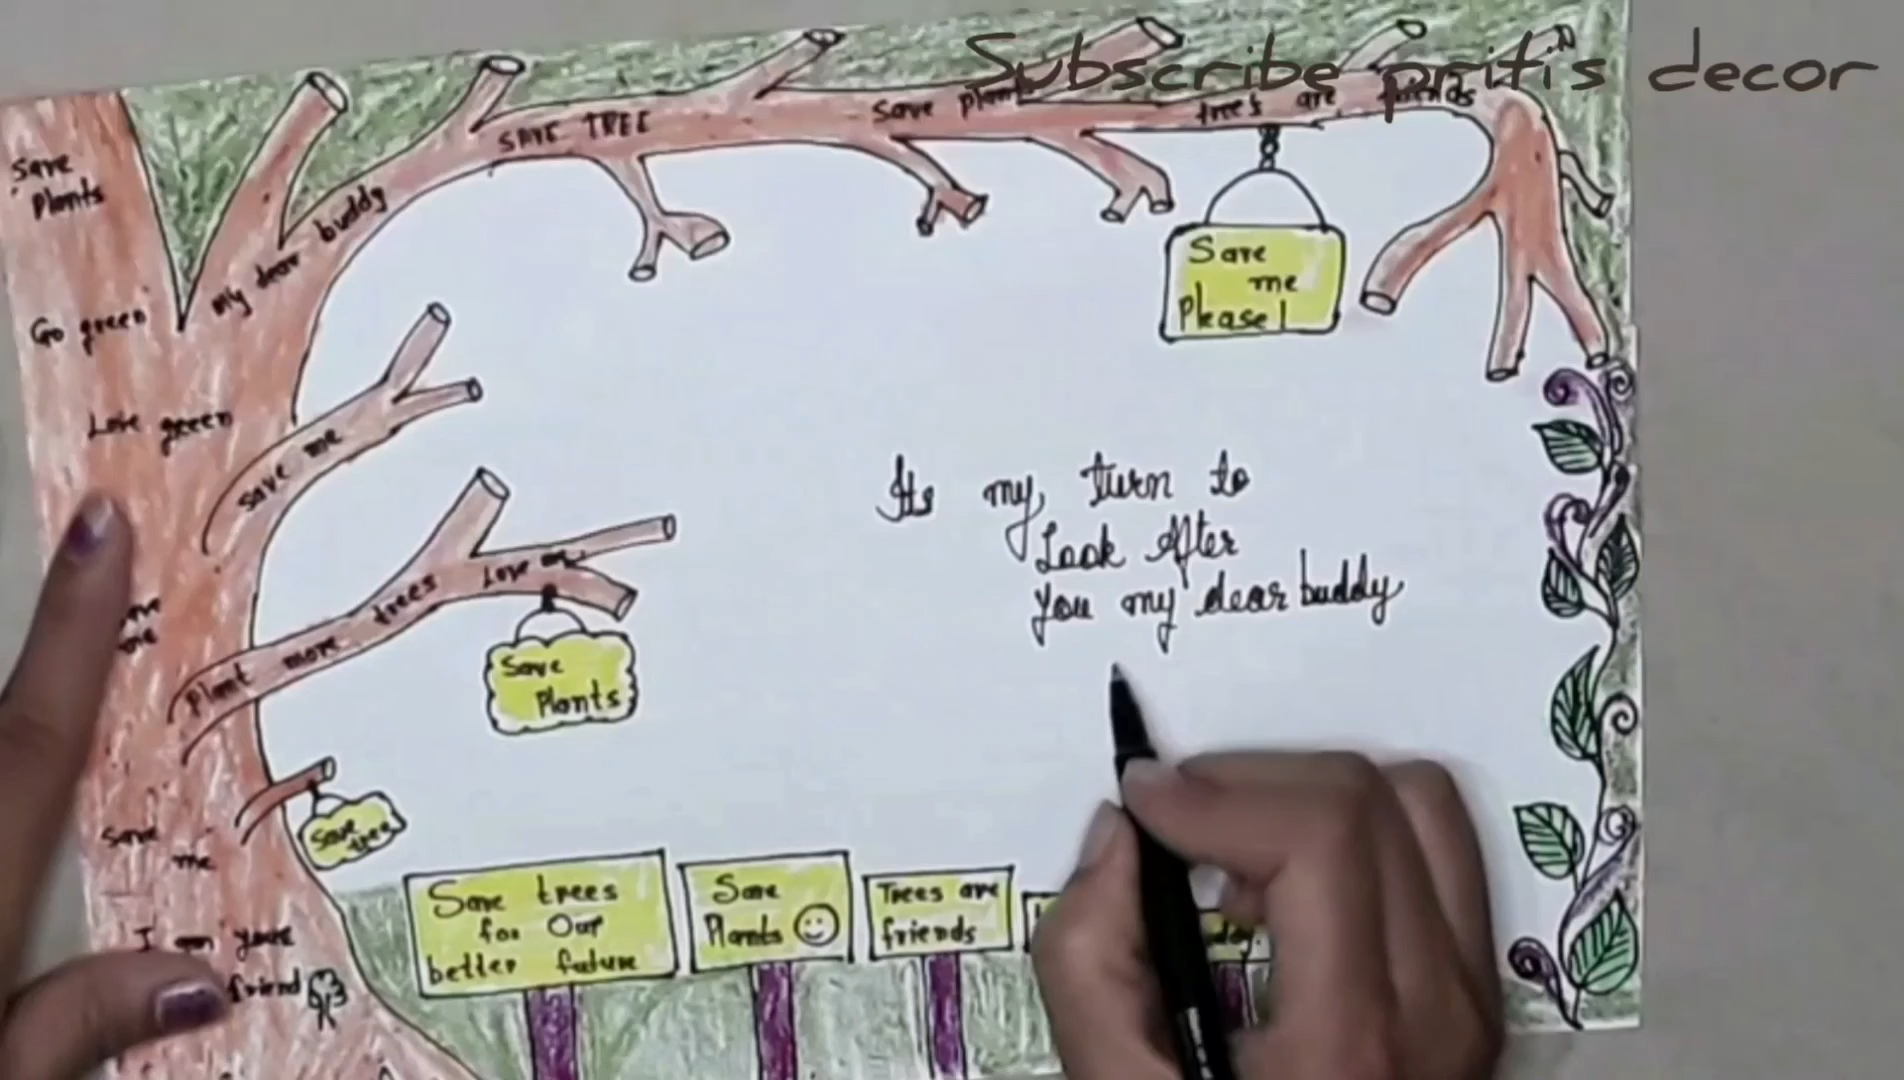 Subscribe priti's decor
Save
Plants
Go green
Love green
save me
me
save
me
I am your
friend
my dear buddy
SAVE TREE
Save plants
trees are friends
save me
Plant more trees
Love
Save
me
Please!
Save
Plants
Save
trees
Its my turn to
Look After
you my dear buddy
Save trees
for Our
better future
Save
Plants
Trees are
friends